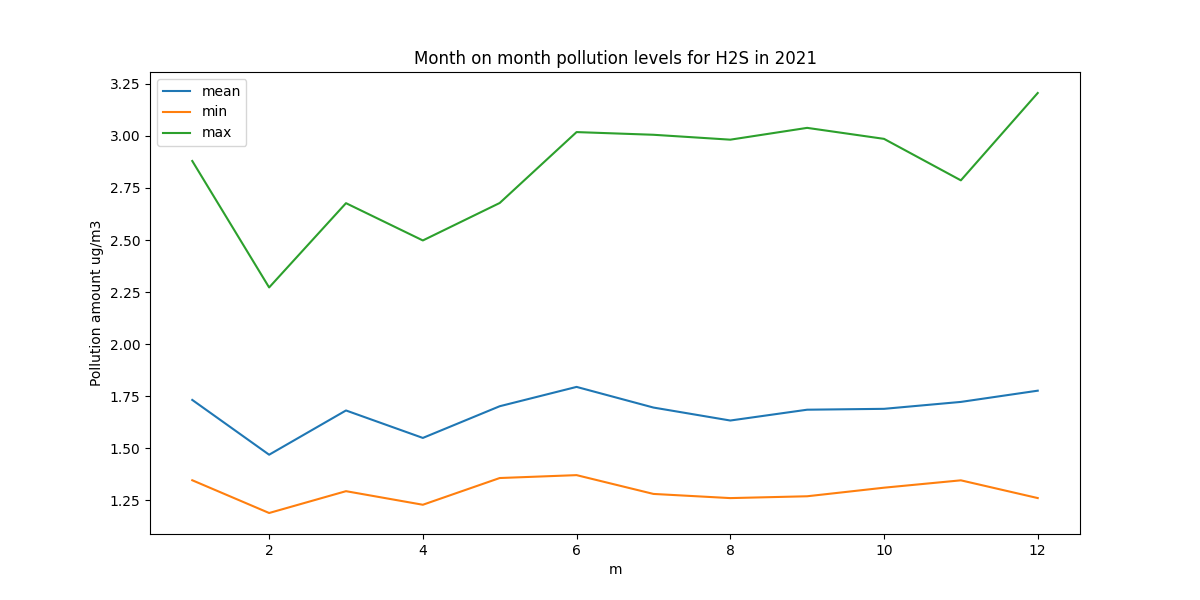 Month on month pollution levels for H2S in 2021
mean
min
max
Pollution amount ug/m3
3.25
3.00
2.75
2.50
2.25
2.00
1.75
1.50
1.25
2 4 6 8 10 12
m